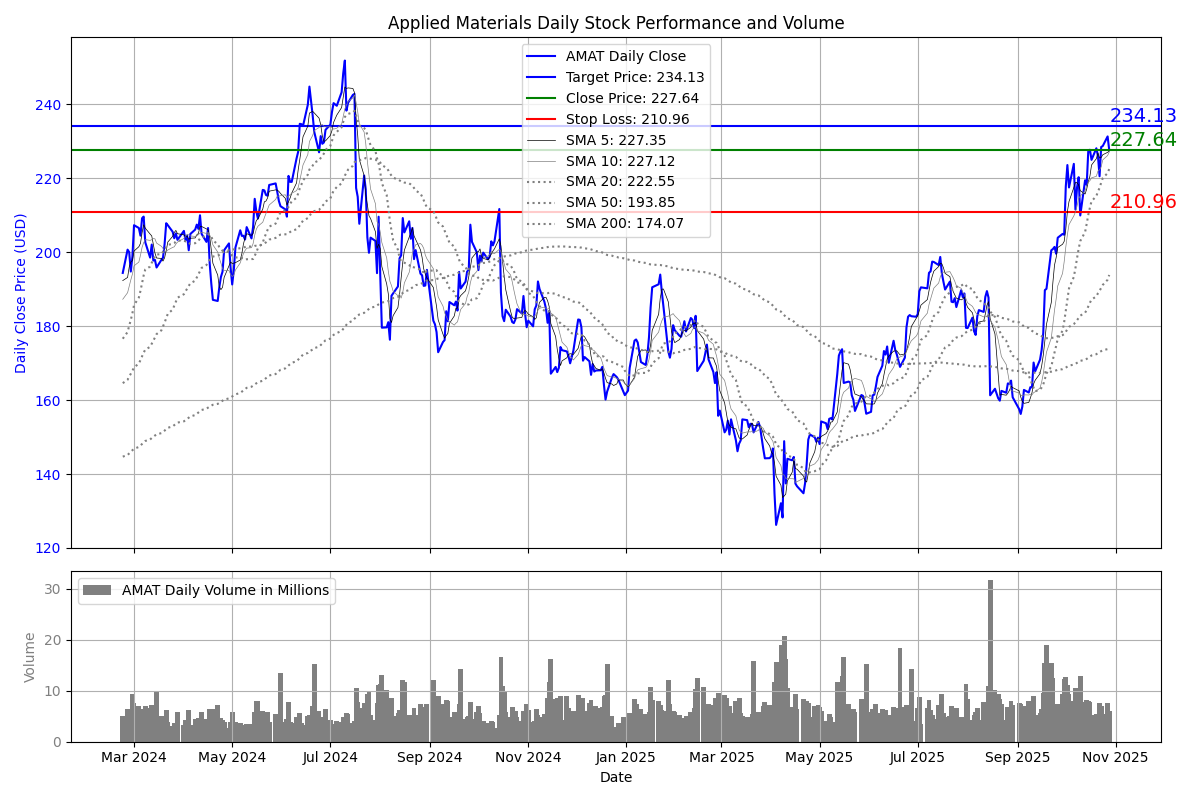 Applied Materials Daily Stock Performance and Volume
AMAT Daily Close
Target Price: 234.13
Close Price: 227.64
Stop Loss: 210.96
SMA 5: 227.35
SMA 10: 227.12
SMA 20: 222.55
SMA 50: 193.85
SMA 200: 174.07
234.13
227.64
210.96
Daily Close Price (USD)
240
220
200
180
160
140
120
AMAT Daily Volume in Millions
Volume
30
20
10
0
Mar 2024 May 2024 Jul 2024 Sep 2024 Nov 2024 Jan 2025 Mar 2025 May 2025 Jul 2025 Sep 2025 Nov 2025
Date